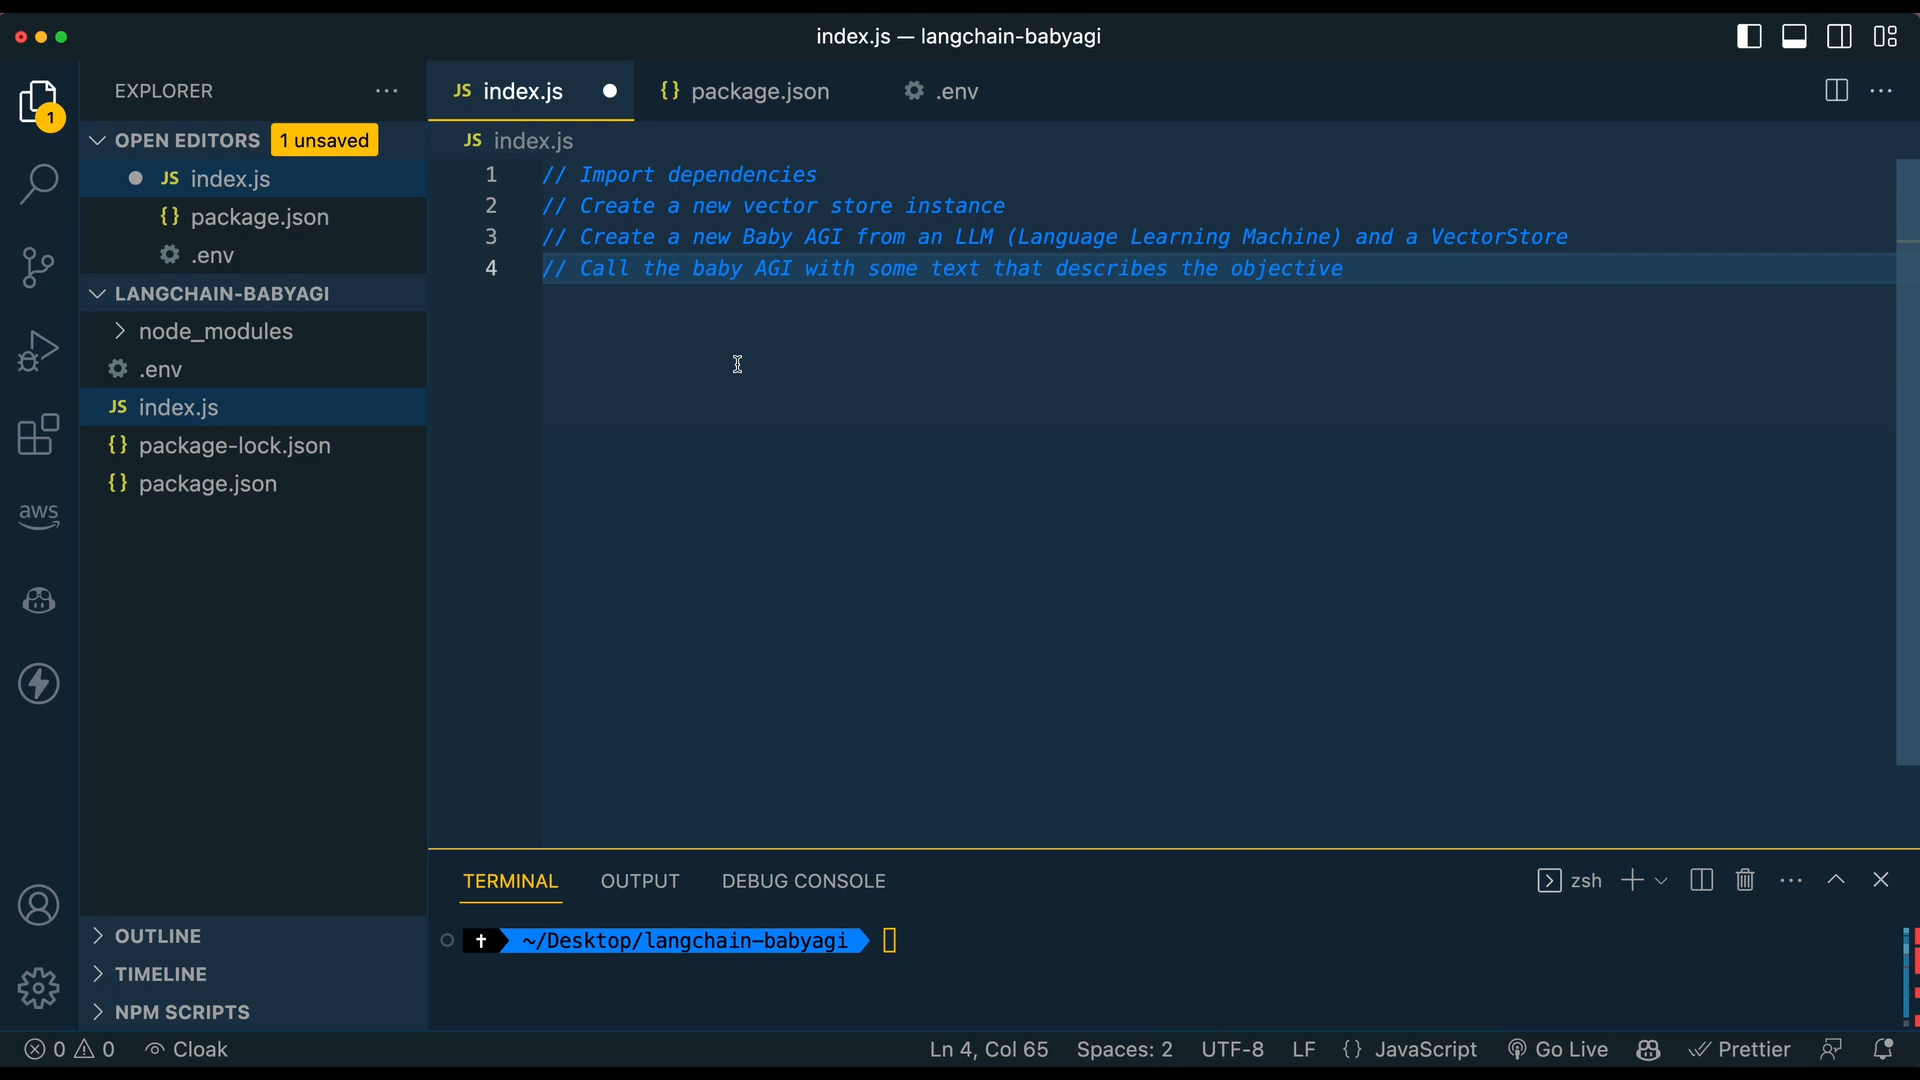 index.js — langchain-babyagi
EXPLORER
JS index.js
{} package.json
.env
1
OPEN EDITORS 1 unsaved
JS index.js
JS index.js
{} package.json
.env
LANGCHAIN-BABYAGI
node_modules
.env
JS index.js
{} package-lock.json
{} package.json
aws
1 // Import dependencies
2 // Create a new vector store instance
3 // Create a new Baby AGI from an LLM (Language Learning Machine) and a VectorStore
4 // Call the baby AGI with some text that describes the objective
TERMINAL OUTPUT DEBUG CONSOLE
zsh
~/Desktop/langchain-babyagi
OUTLINE
TIMELINE
NPM SCRIPTS
0 0 Cloak
Ln 4, Col 65 Spaces: 2 UTF-8 LF {} JavaScript Go Live Prettier